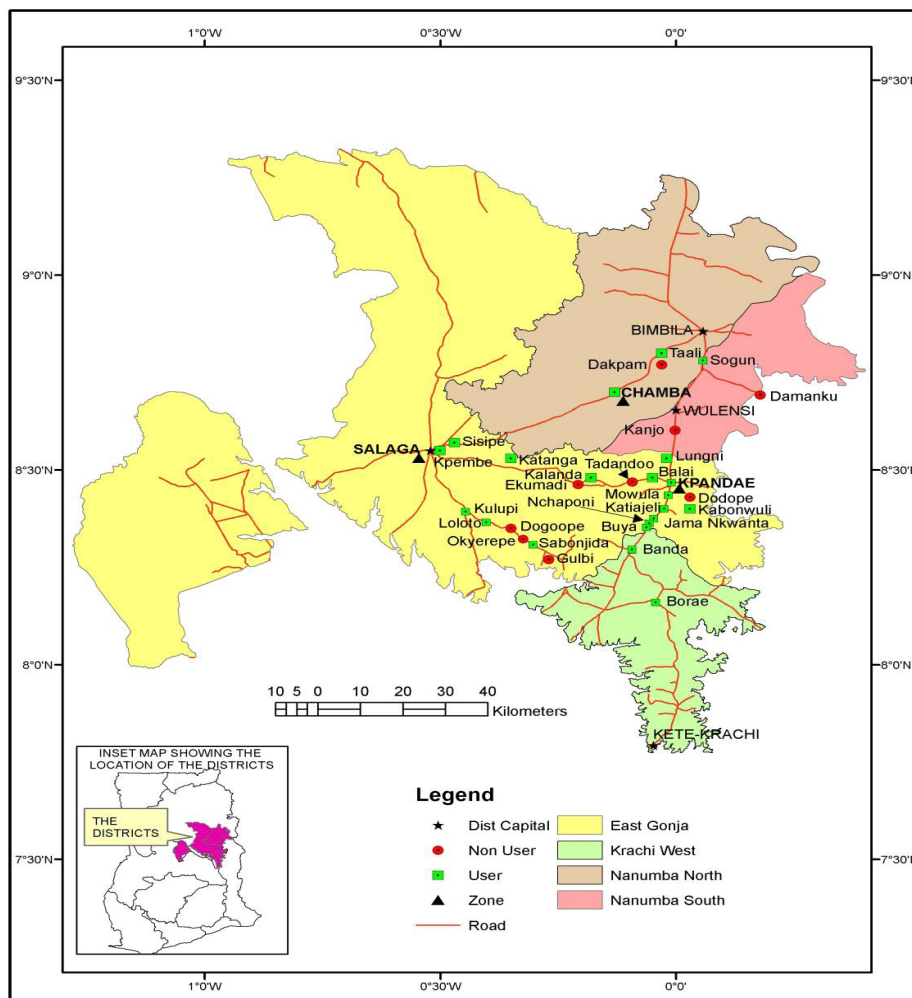 1°0'W
0°30'W
0°0'
9°30'N
9°30'N
9°0'N
9°0'N
BIMBILA
Taali
Sogun
Dakpam
CHAMBA
Damanku
WULENSI
Kanjo
SALAGA
Sisipe
Lungni
8°30'N
8°30'N
Kpembe
Katanga
Tadandoo
Balai
Kalanda
KPANDAE
Ekumadi
Mowula
Dodope
Nchaponi
Katiajeli
Kabonwuli
Kulupi
Loloto
Dogoope
Buya
Jama Nkwanta
Okyerepe
Sabonjida
Banda
Gulbi
Borae
8°0'N
8°0'N
10 5 0 10 20 30 40
Kilometers
KETE-KRACHI
INSET MAP SHOWING THE
LOCATION OF THE DISTRICTS
THE
DISTRICTS
Legend
Dist Capital
Non User
User
Zone
Road
East Gonja
Krachi West
Nanumba North
Nanumba South
7°30'N
7°30'N
1°0'W
0°30'W
0°0'